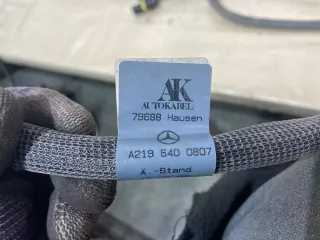 AK
AUTOKABEL
79688 Hausen
A219 540 0807
X.-Stand